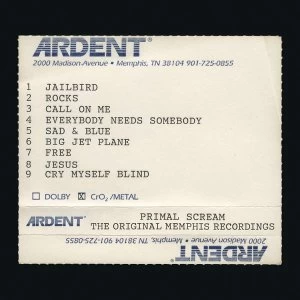 ARDENT®
2000 Madison Avenue • Memphis, TN 38104 901-725-0855
1 JAILBIRD
2 ROCKS
3 CALL ON ME
4 EVERYBODY NEEDS SOMEBODY
5 SAD & BLUE
6 BIG JET PLANE
7 FREE
8 JESUS
9 CRY MYSELF BLIND
☐ DOLBY ☒ CrO₂ /METAL
ARDENT® PRIMAL SCREAM
THE ORIGINAL MEMPHIS RECORDINGS
2000 Madison Avenue • Memphis, TN 38104 901-725-0855
ARDENT